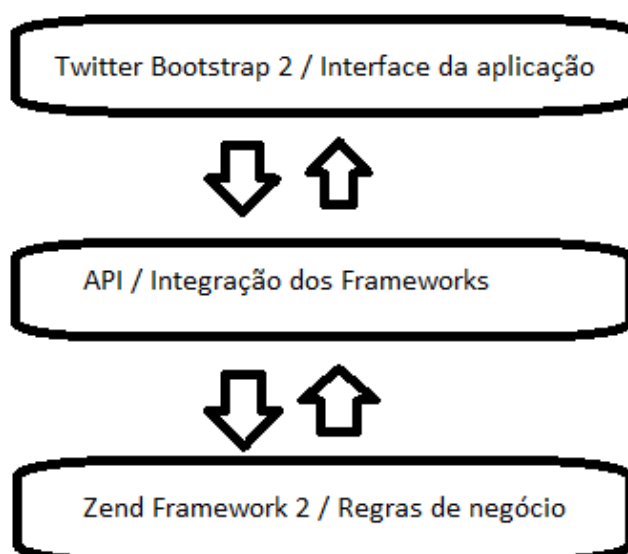 Twitter Bootstrap 2 / Interface da aplicação
API / Integração dos Frameworks
Zend Framework 2 / Regras de negócio